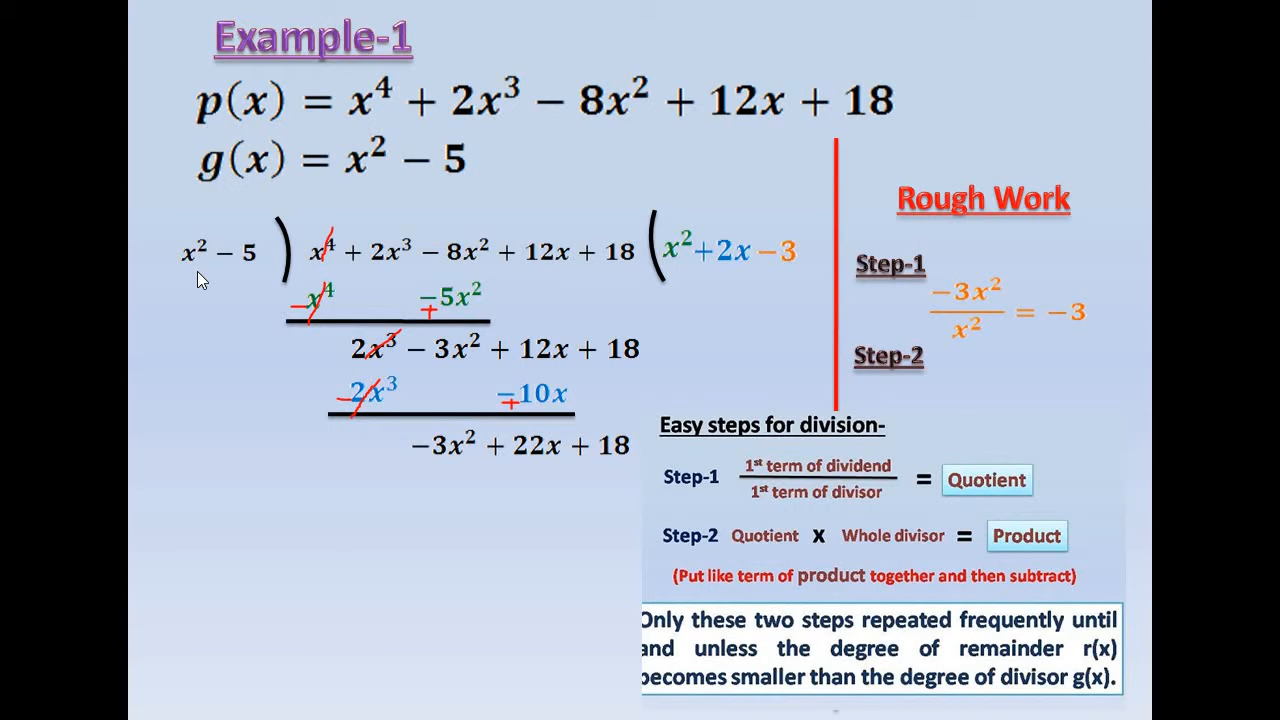 Example-1
p(x) = x⁴ + 2x³ − 8x² + 12x + 18
g(x) = x² − 5
x² − 5 ) x⁴ + 2x³ − 8x² + 12x + 18 ( x² + 2x − 3
− x⁴ − + 5x²
2x³ − 3x² + 12x + 18
− 2x³ − + 10x
−3x² + 22x + 18
Rough Work
Step-1
−3x² / x² = −3
Step-2
Easy steps for division-
Step-1 1st term of dividend / 1st term of divisor = Quotient
Step-2 Quotient x Whole divisor = Product
(Put like term of product together and then subtract)
Only these two steps repeated frequently until
and unless the degree of remainder r(x)
becomes smaller than the degree of divisor g(x).